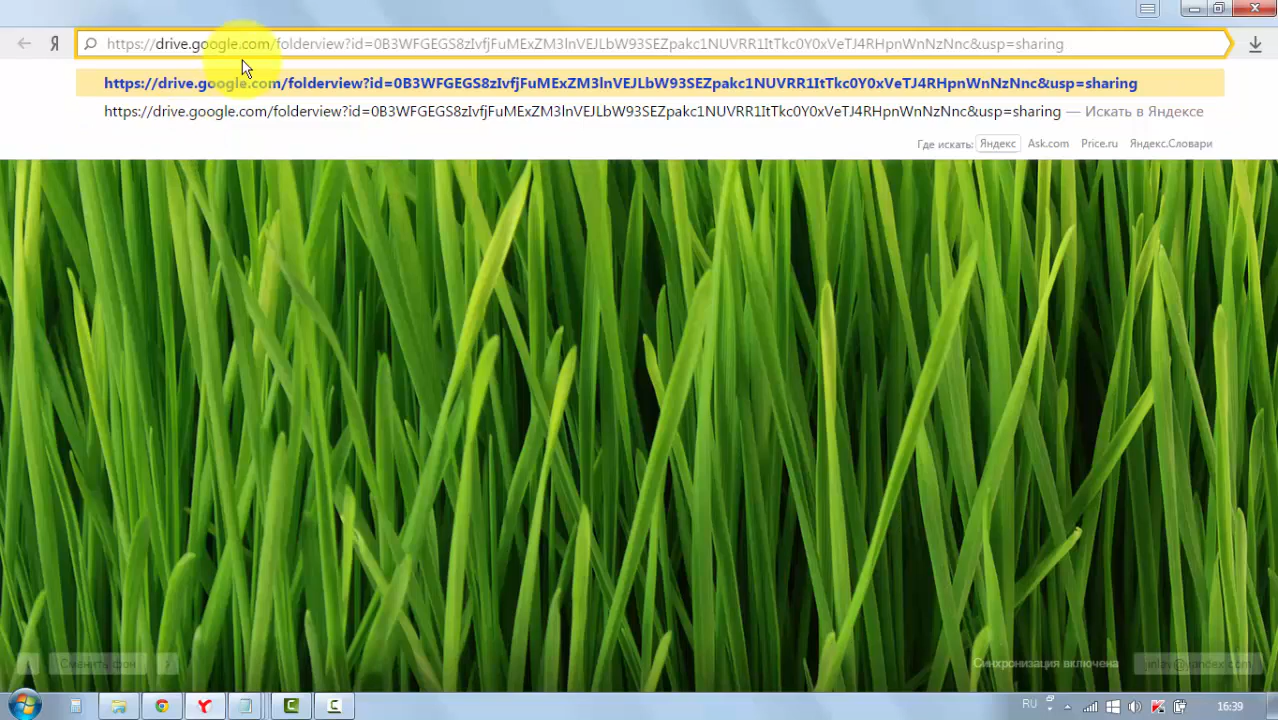 https://drive.google.com/folderview?id=0B3WFGEGS8zIvfjFuMExZM3lnVEJLbW93SEZpakc1NUVRR1ItTkc0Y0xVeTJ4RHpnWnNzNnc&usp=sharing
https://drive.google.com/folderview?id=0B3WFGEGS8zIvfjFuMExZM3lnVEJLbW93SEZpakc1NUVRR1ItTkc0Y0xVeTJ4RHpnWnNzNnc&usp=sharing
https://drive.google.com/folderview?id=0B3WFGEGS8zIvfjFuMExZM3lnVEJLbW93SEZpakc1NUVRR1ItTkc0Y0xVeTJ4RHpnWnNzNnc&usp=sharing — Искать в Яндексе
Где искать: Яндекс Ask.com Price.ru Яндекс.Словари
Сменить фон
Синхронизация включена
RU
16:39